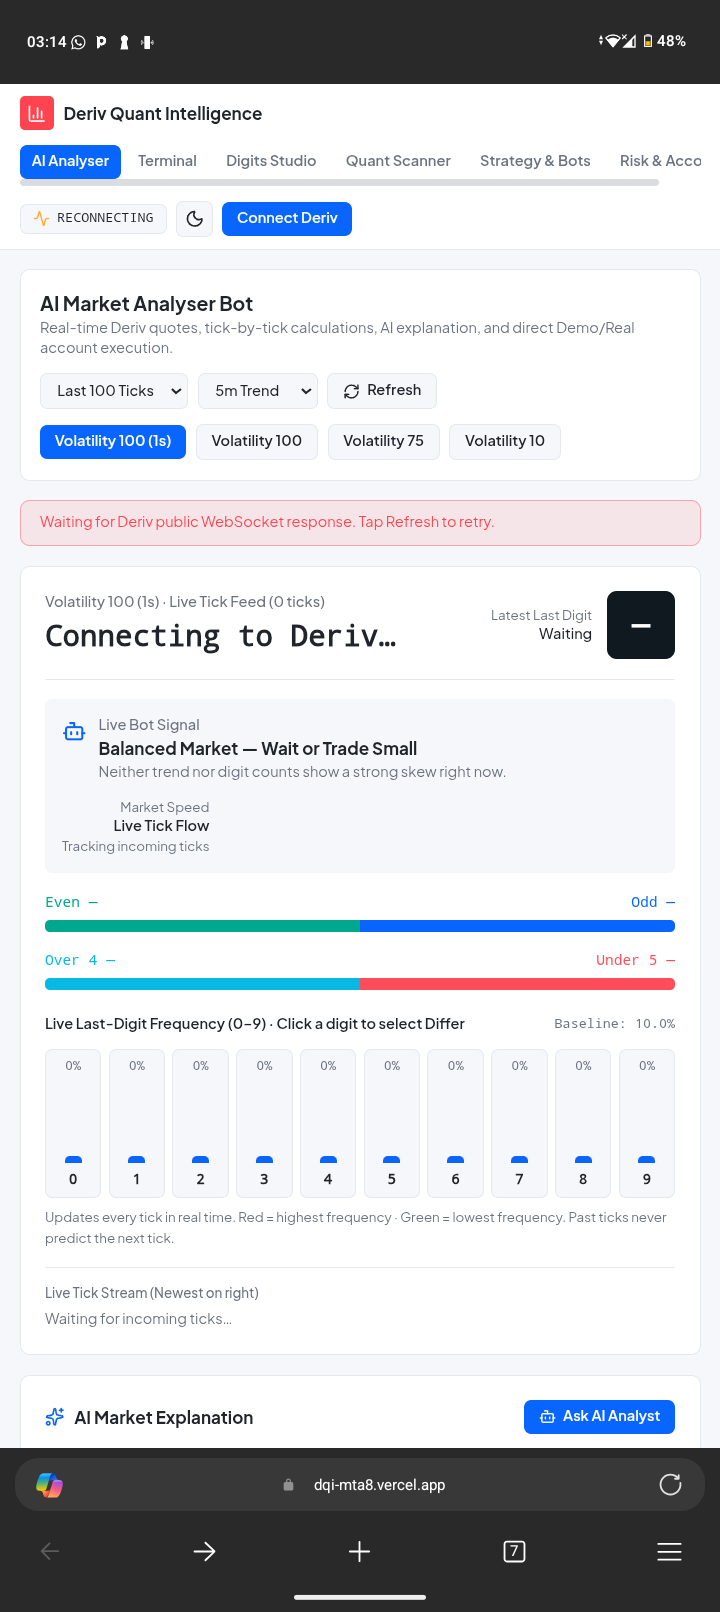 03:14
48%
Deriv Quant Intelligence
AI Analyser
Terminal
Digits Studio
Quant Scanner
Strategy & Bots
Risk & Acco
RECONNECTING
Connect Deriv
AI Market Analyser Bot
Real-time Deriv quotes, tick-by-tick calculations, AI explanation, and direct Demo/Real
account execution.
Last 100 Ticks
5m Trend
Refresh
Volatility 100 (1s)
Volatility 100
Volatility 75
Volatility 10
Waiting for Deriv public WebSocket response. Tap Refresh to retry.
Volatility 100 (1s) · Live Tick Feed (0 ticks)
Connecting to Deriv…
Latest Last Digit
Waiting
—
Live Bot Signal
Balanced Market — Wait or Trade Small
Neither trend nor digit counts show a strong skew right now.
Market Speed
Live Tick Flow
Tracking incoming ticks
Even —
Odd —
Over 4 —
Under 5 —
Live Last-Digit Frequency (0–9) · Click a digit to select Differ
Baseline: 10.0%
0% 0% 0% 0% 0% 0% 0% 0% 0% 0%
0 1 2 3 4 5 6 7 8 9
Updates every tick in real time. Red = highest frequency · Green = lowest frequency. Past ticks never
predict the next tick.
Live Tick Stream (Newest on right)
Waiting for incoming ticks…
AI Market Explanation
Ask AI Analyst
dqi-mta8.vercel.app
7